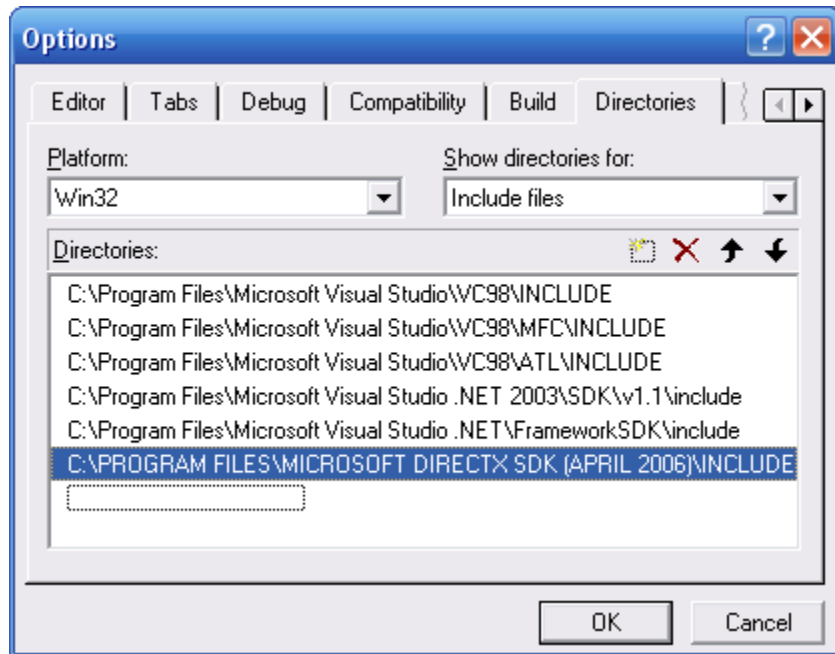 Options
Editor Tabs Debug Compatibility Build Directories
Platform: Show directories for:
Win32 Include files
Directories:
C:\Program Files\Microsoft Visual Studio\VC98\INCLUDE
C:\Program Files\Microsoft Visual Studio\VC98\MFC\INCLUDE
C:\Program Files\Microsoft Visual Studio\VC98\ATL\INCLUDE
C:\Program Files\Microsoft Visual Studio .NET 2003\SDK\v1.1\include
C:\Program Files\Microsoft Visual Studio .NET\FrameworkSDK\include
C:\PROGRAM FILES\MICROSOFT DIRECTX SDK (APRIL 2006)\INCLUDE
OK Cancel